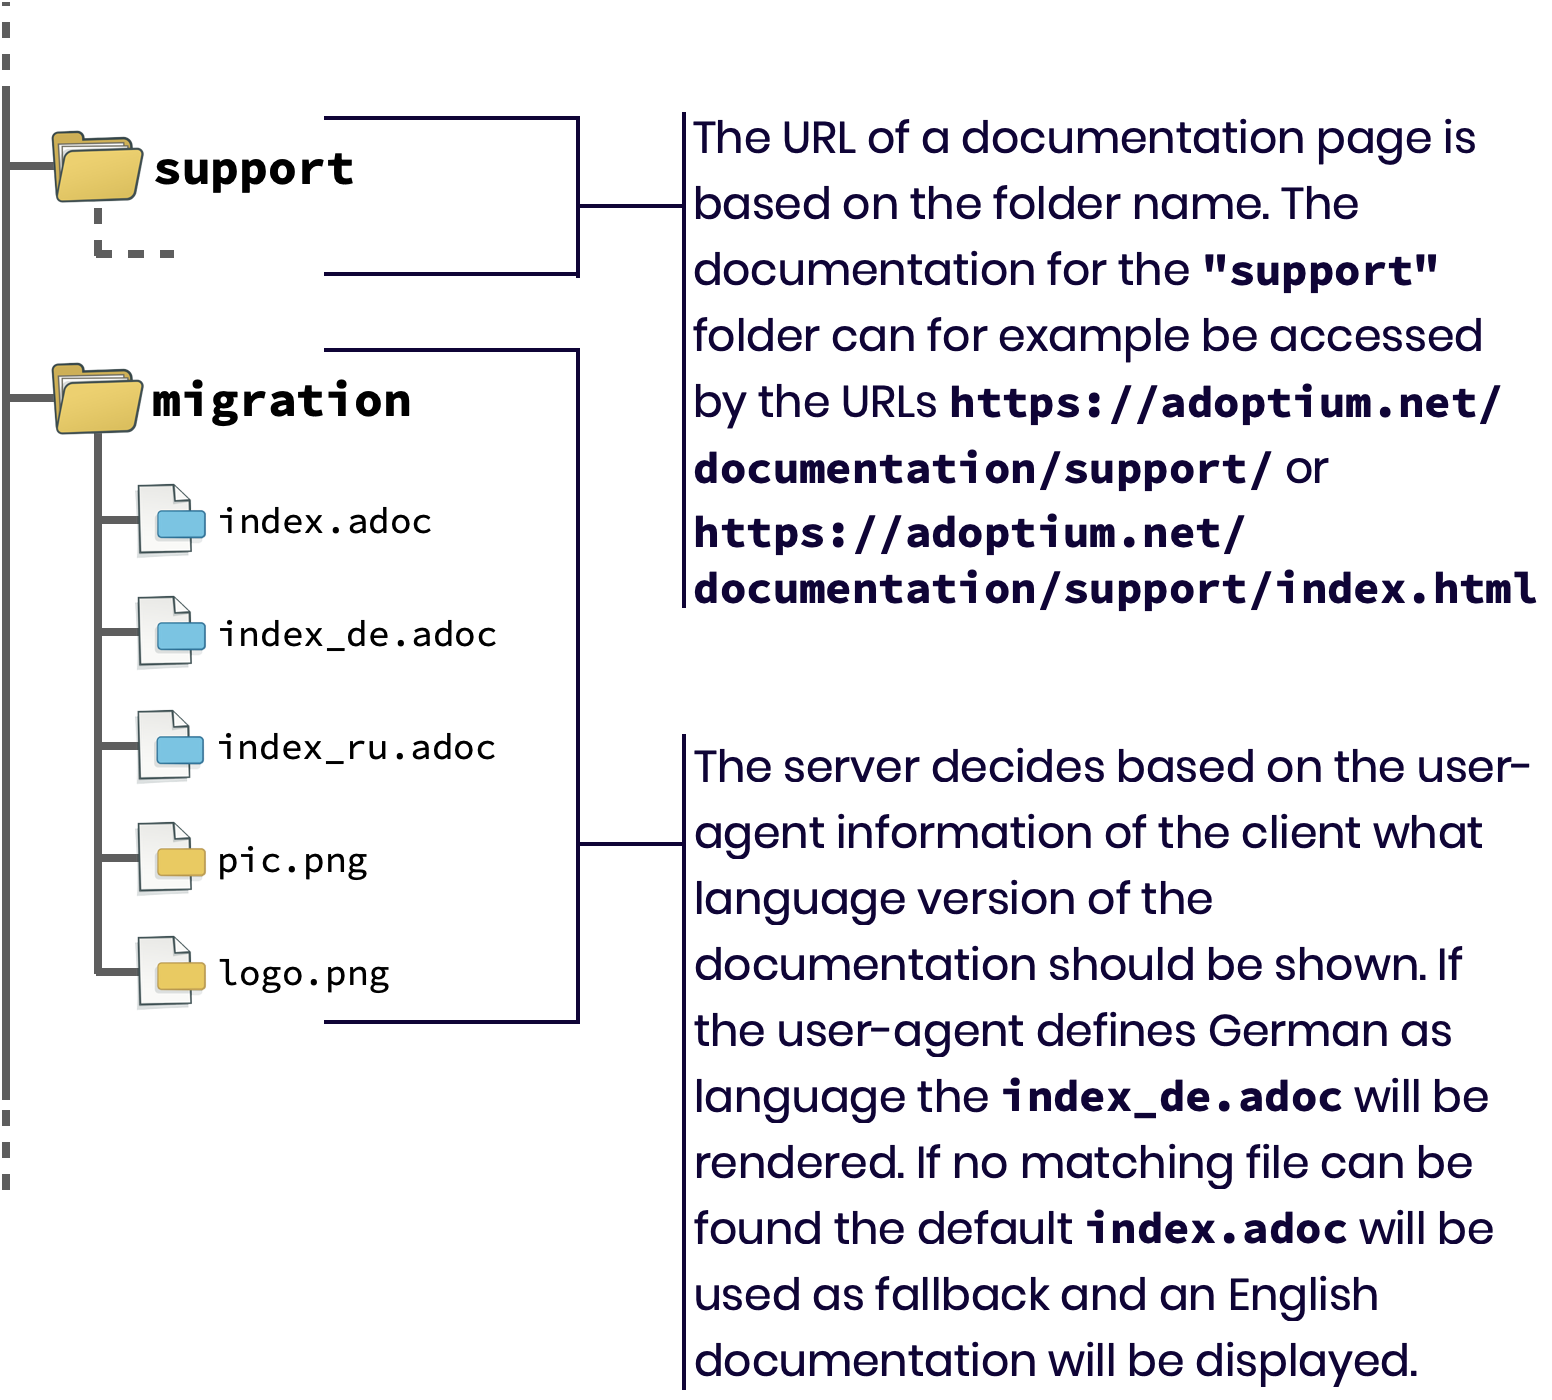 support
migration
index.adoc
index_de.adoc
index_ru.adoc
pic.png
logo.png
The URL of a documentation page is
based on the folder name. The
documentation for the "support"
folder can for example be accessed
by the URLs https://adoptium.net/
documentation/support/ or
https://adoptium.net/
documentation/support/index.html
The server decides based on the user-
agent information of the client what
language version of the
documentation should be shown. If
the user-agent defines German as
language the index_de.adoc will be
rendered. If no matching file can be
found the default index.adoc will be
used as fallback and an English
documentation will be displayed.